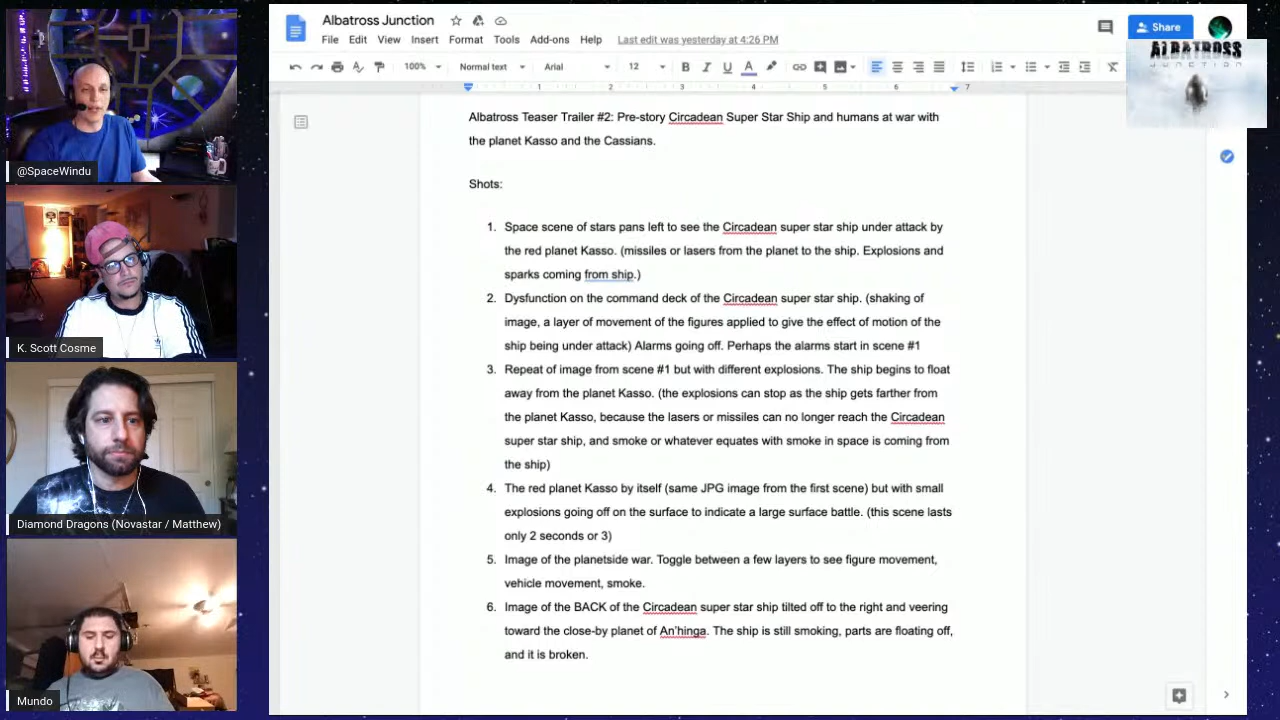 Albatross Junction
File Edit View Insert Format Tools Add-ons Help Last edit was yesterday at 4:26 PM
Share
ALBATROSS
JUNCTION
100% Normal text Arial 12 B I U A
1 2 3 4 5 6 7
Albatross Teaser Trailer #2: Pre-story Circadean Super Star Ship and humans at war with
the planet Kasso and the Cassians.
Shots:
1. Space scene of stars pans left to see the Circadean super star ship under attack by
the red planet Kasso. (missiles or lasers from the planet to the ship. Explosions and
sparks coming from ship.)
2. Dysfunction on the command deck of the Circadean super star ship. (shaking of
image, a layer of movement of the figures applied to give the effect of motion of the
ship being under attack) Alarms going off. Perhaps the alarms start in scene #1
3. Repeat of image from scene #1 but with different explosions. The ship begins to float
away from the planet Kasso. (the explosions can stop as the ship gets farther from
the planet Kasso, because the lasers or missiles can no longer reach the Circadean
super star ship, and smoke or whatever equates with smoke in space is coming from
the ship)
4. The red planet Kasso by itself (same JPG image from the first scene) but with small
explosions going off on the surface to indicate a large surface battle. (this scene lasts
only 2 seconds or 3)
5. Image of the planetside war. Toggle between a few layers to see figure movement,
vehicle movement, smoke.
6. Image of the BACK of the Circadean super star ship tilted off to the right and veering
toward the close-by planet of An'hinga. The ship is still smoking, parts are floating off,
and it is broken.
@SpaceWindu
K. Scott Cosme
Diamond Dragons (Novastar / Matthew)
Mundo